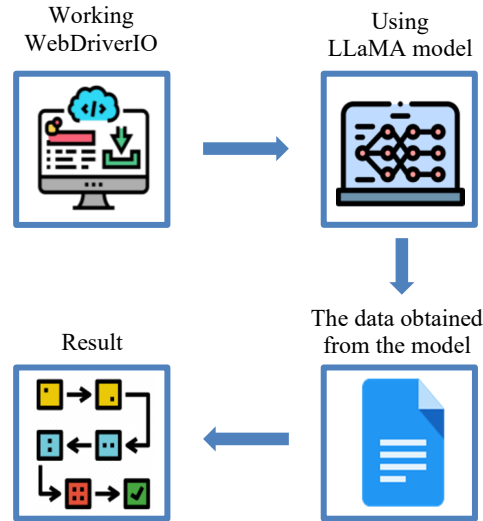 Working
WebDriverIO
Using
LLaMA model
</>
The data obtained
from the model
Result